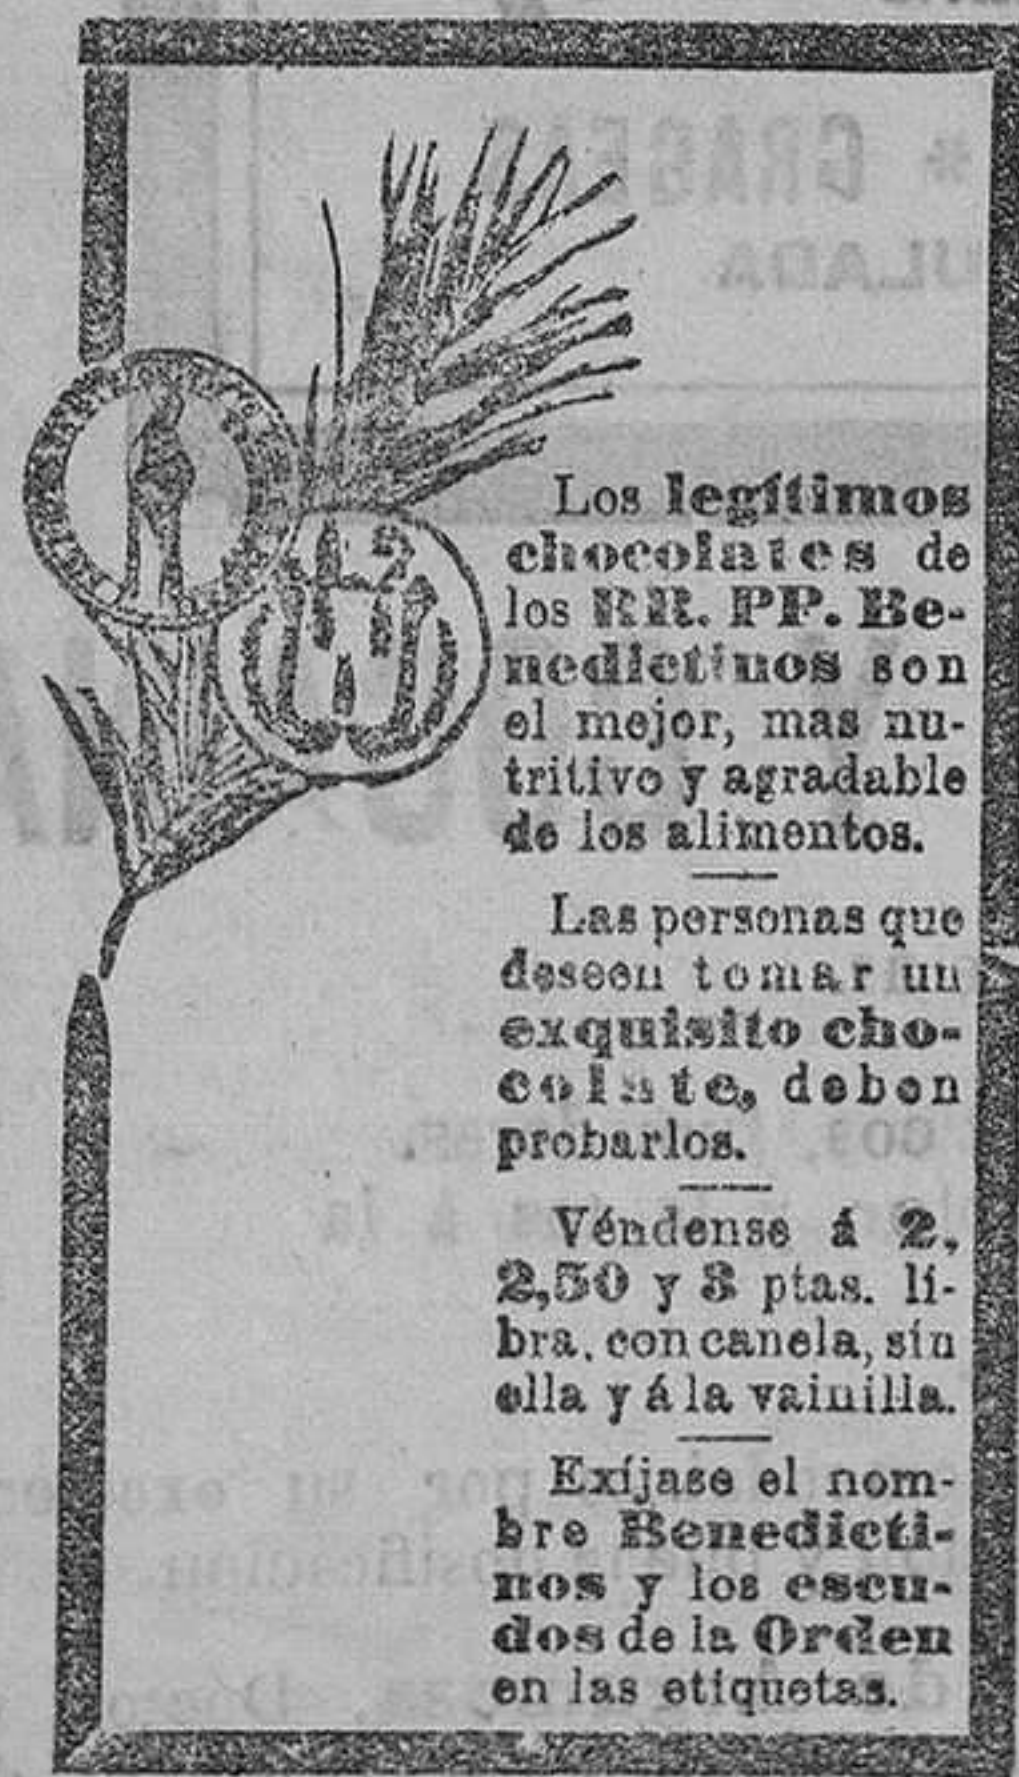 Los legítimos
chocolates de
los RR. PP. Be-
nedictinos son
el mejor, mas nu-
tritivo y agradable
de los alimentos.
Las personas que
deseen tomar un
exquisito cho-
colate, deben
probarlos.
Véndense á 2,
2,50 y 3 ptas. li-
bra, con canela, sin
ella y á la vainilla.
Exíjase el nom-
bre Benedicti-
nos y los escu-
dos de la Orden
en las etiquetas.